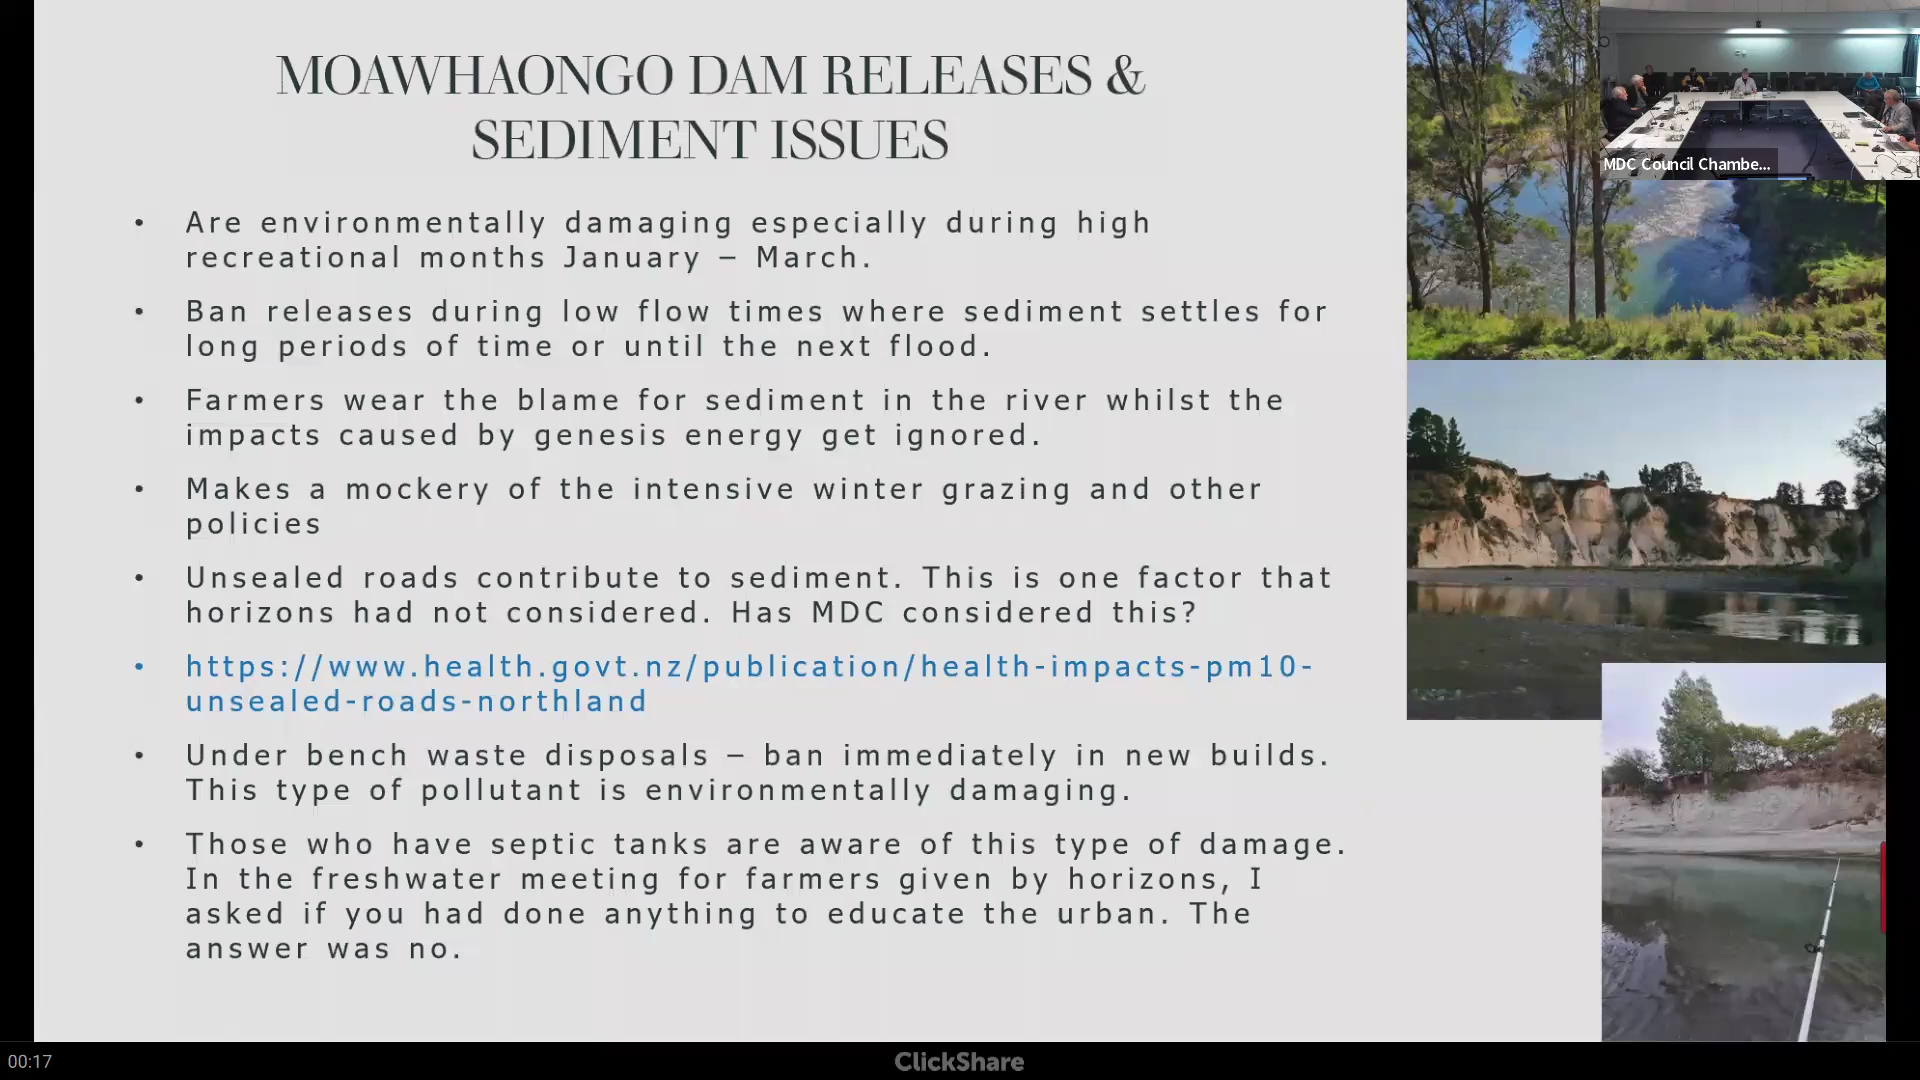 MOAWHAONGO DAM RELEASES &
SEDIMENT ISSUES
• Are environmentally damaging especially during high
recreational months January – March.
• Ban releases during low flow times where sediment settles for
long periods of time or until the next flood.
• Farmers wear the blame for sediment in the river whilst the
impacts caused by genesis energy get ignored.
• Makes a mockery of the intensive winter grazing and other
policies
• Unsealed roads contribute to sediment. This is one factor that
horizons had not considered. Has MDC considered this?
• https://www.health.govt.nz/publication/health-impacts-pm10-
unsealed-roads-northland
• Under bench waste disposals – ban immediately in new builds.
This type of pollutant is environmentally damaging.
• Those who have septic tanks are aware of this type of damage.
In the freshwater meeting for farmers given by horizons, I
asked if you had done anything to educate the urban. The
answer was no.
MDC Council Chambe...
00:17
ClickShare